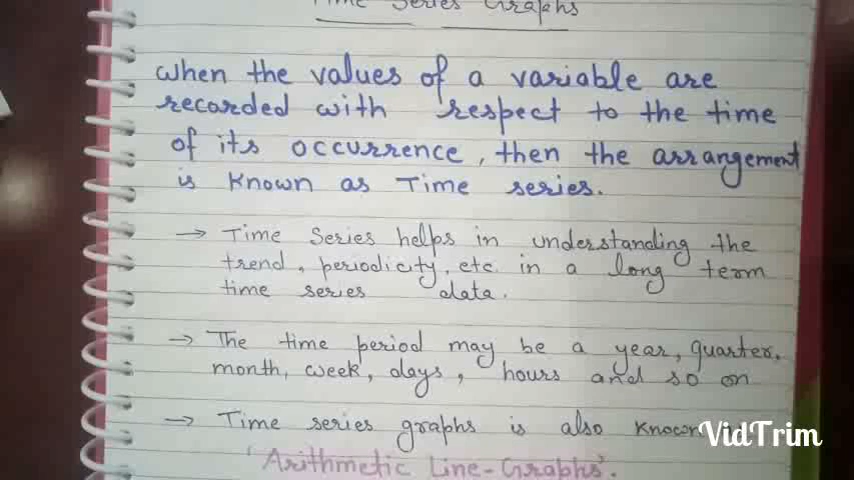 Time Series Graphs
when the values of a variable are
recorded with respect to the time
of its occurrence, then the arrangement
is known as Time series.
→ Time Series helps in understanding the
trend, periodicity, etc. in a long term
time series data.
→ The time period may be a year, quarter,
month, week, days, hours and so on
→ Time series graphs is also known
VidTrim
'Arithmetic Line-Graphs'.